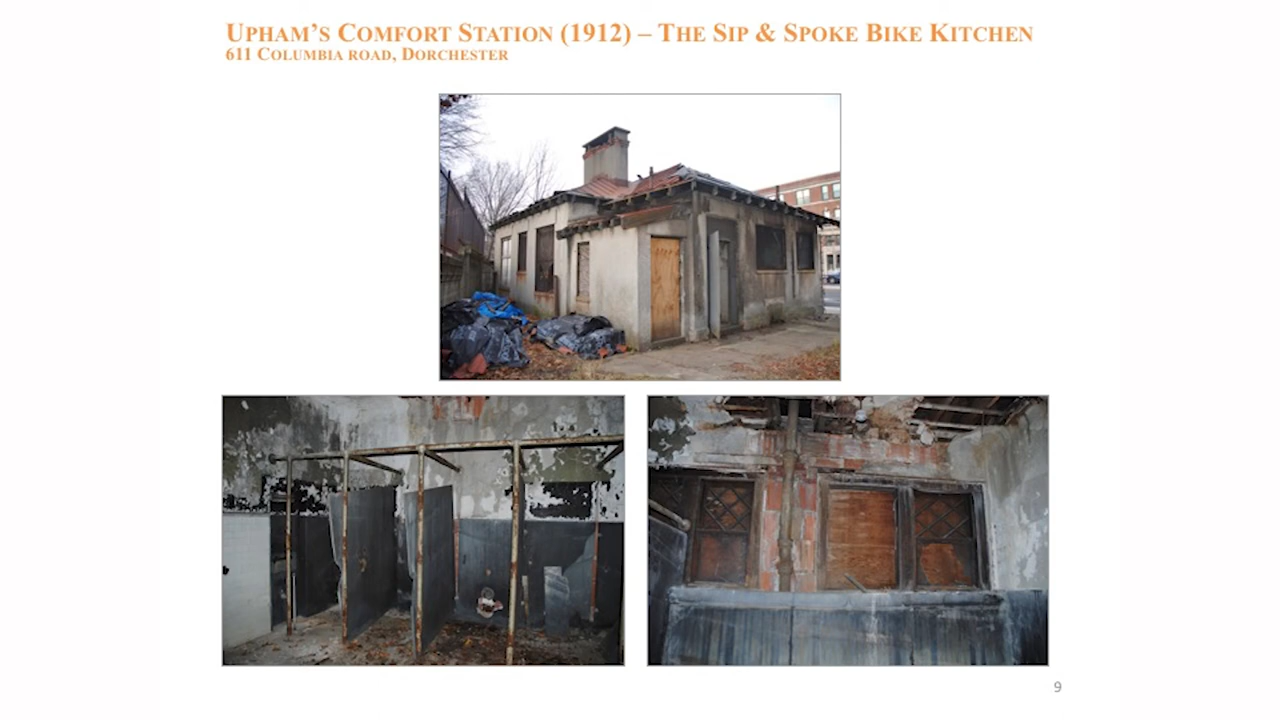 Upham's Comfort Station (1912) – The Sip & Spoke Bike Kitchen
611 Columbia road, Dorchester
9